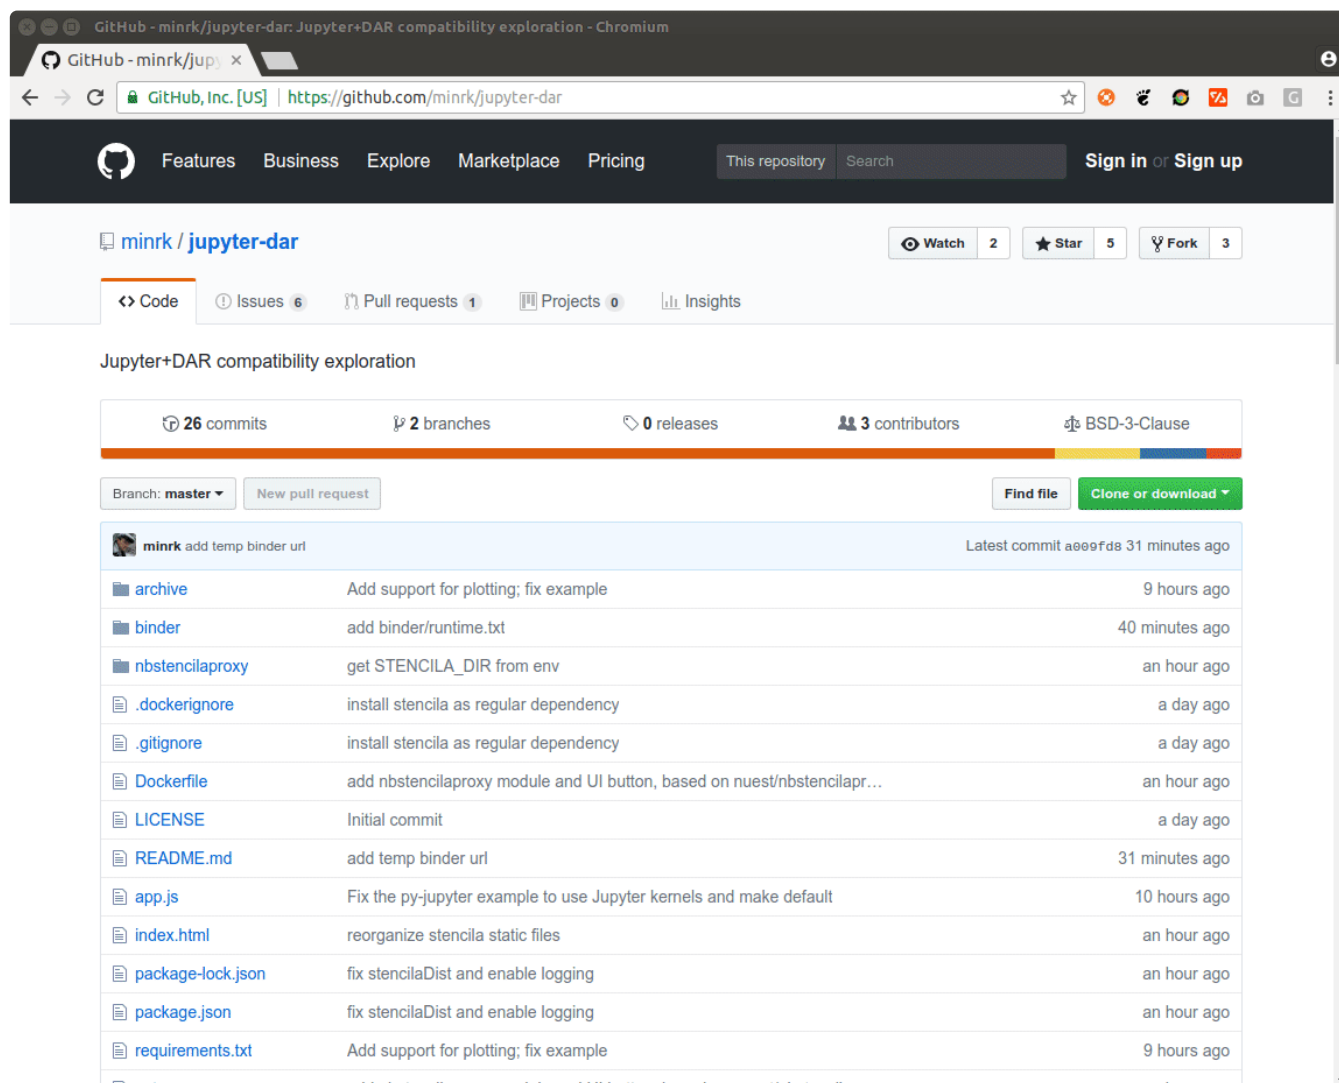 GitHub - minrk/jupyter-dar: Jupyter+DAR compatibility exploration - Chromium
GitHub - minrk/jup
GitHub, Inc. [US] https://github.com/minrk/jupyter-dar
Features Business Explore Marketplace Pricing This repository Search Sign in or Sign up
minrk / jupyter-dar Watch 2 Star 5 Fork 3
Code Issues 6 Pull requests 1 Projects 0 Insights
Jupyter+DAR compatibility exploration
26 commits 2 branches 0 releases 3 contributors BSD-3-Clause
Branch: master New pull request Find file Clone or download
minrk add temp binder url Latest commit a009fd8 31 minutes ago
archive Add support for plotting; fix example 9 hours ago
binder add binder/runtime.txt 40 minutes ago
nbstencilaproxy get STENCILA_DIR from env an hour ago
.dockerignore install stencila as regular dependency a day ago
.gitignore install stencila as regular dependency a day ago
Dockerfile add nbstencilaproxy module and UI button, based on nuest/nbstencilapr… an hour ago
LICENSE Initial commit a day ago
README.md add temp binder url 31 minutes ago
app.js Fix the py-jupyter example to use Jupyter kernels and make default 10 hours ago
index.html reorganize stencila static files an hour ago
package-lock.json fix stencilaDist and enable logging an hour ago
package.json fix stencilaDist and enable logging an hour ago
requirements.txt Add support for plotting; fix example 9 hours ago